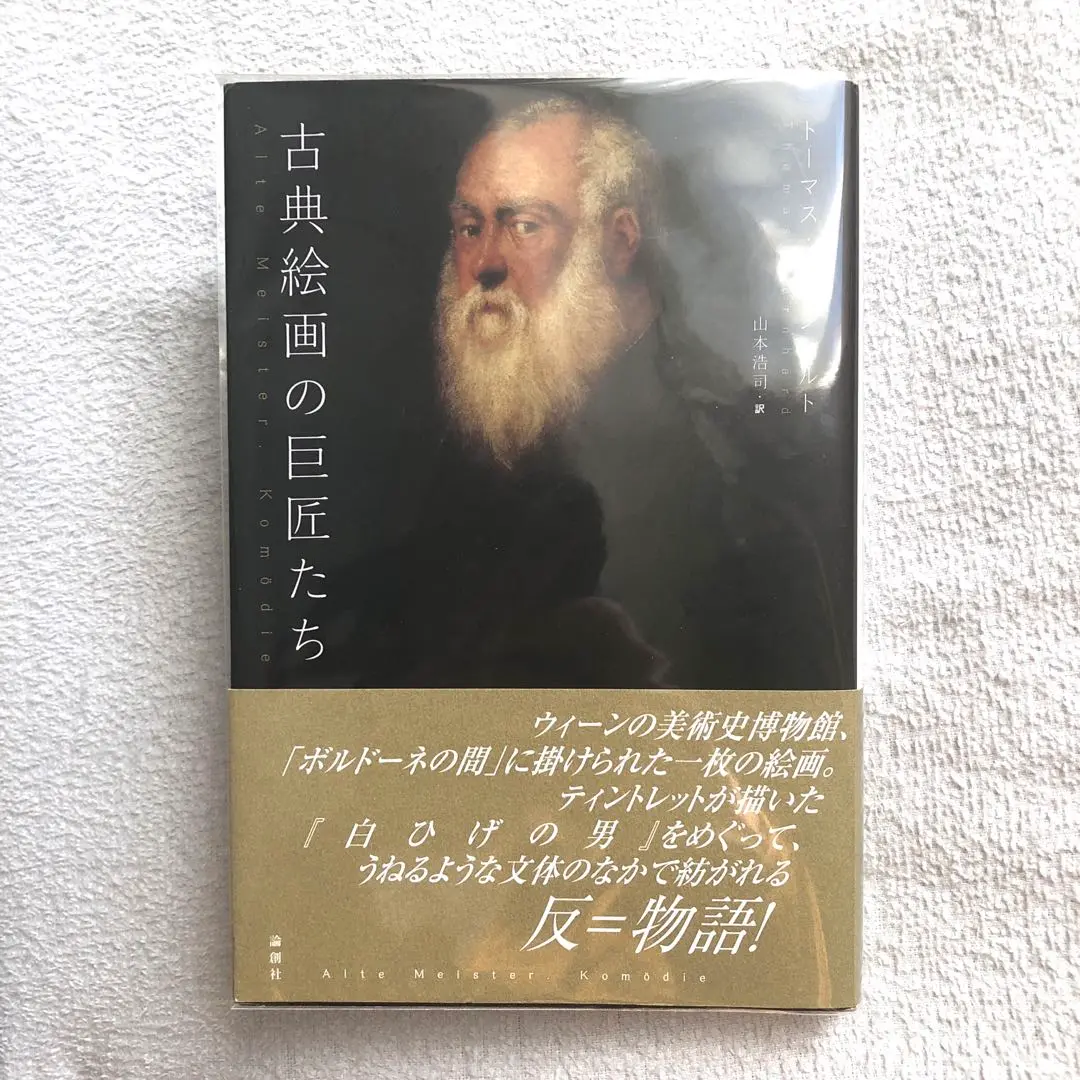 トーマス
ルト
山本浩司・訳
古典絵画の巨匠たち
Alte Meister. Komödie
ウィーンの美術史博物館、
「ボルドーネの間」に掛けられた一枚の絵画。
ティントレットが描いた
『白ひげの男』をめぐって、
うねるような文体のなかで紡がれる
反=物語!
論創社
Alte Meister. Komödie